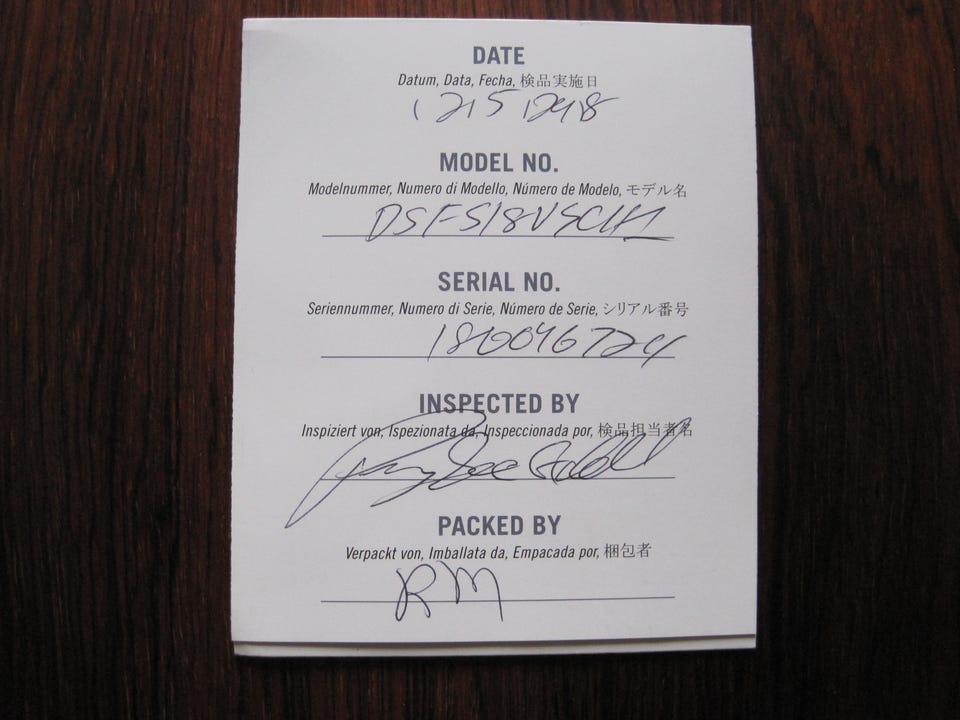 DATE
Datum, Data, Fecha, 検品実施日
MODEL NO.
Modelnummer, Numero di Modello, Número de Modelo, モデル名
DSFS18VSCH1
SERIAL NO.
Seriennummer, Numero di Serie, Número de Serie, シリアル番号
180046724
INSPECTED BY
Inspiziert von, Ispezionata da, Inspeccionada por, 検品担当者名
PACKED BY
Verpackt von, Imballata da, Empacada por, 梱包者
RM